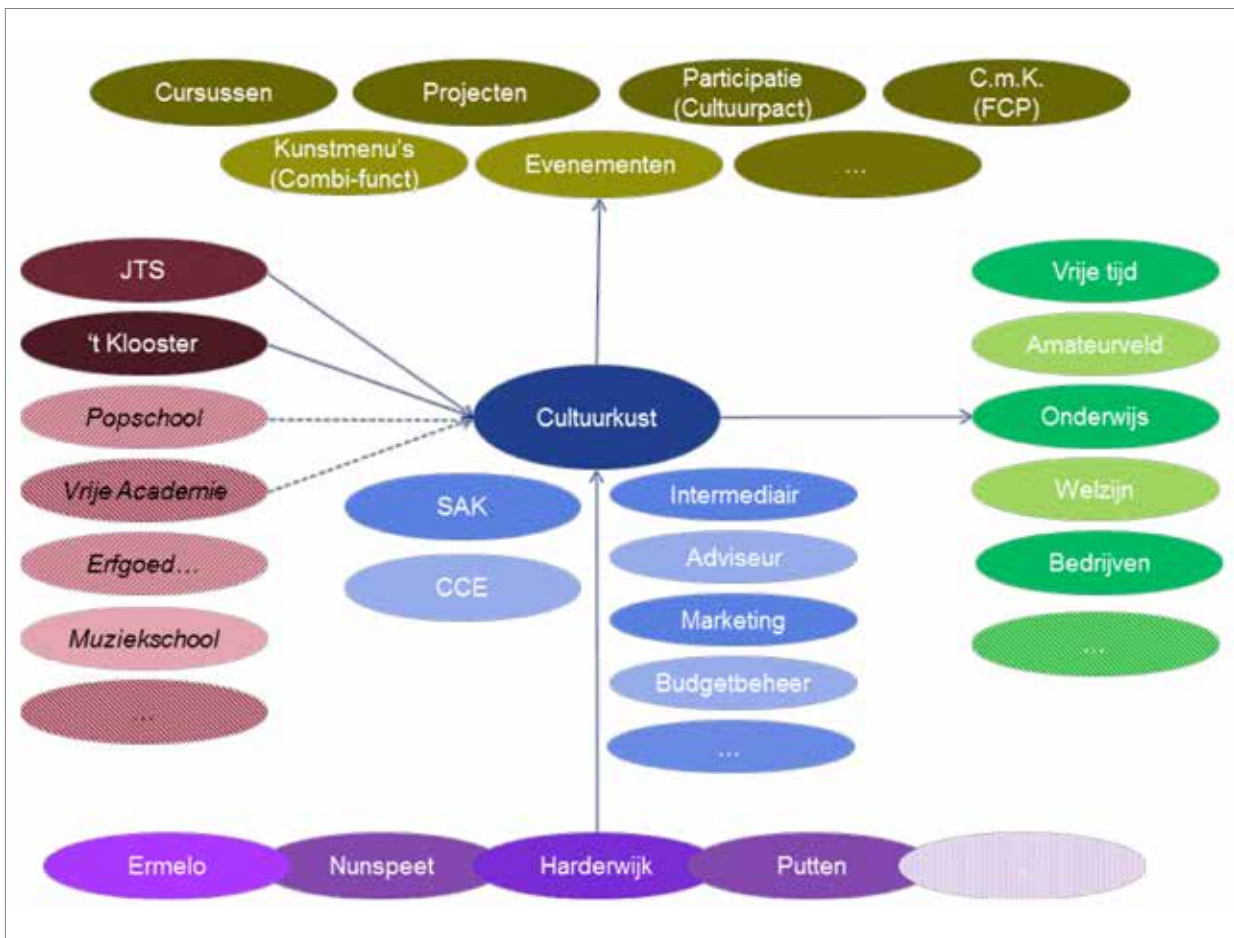 Cursussen
Projecten
Participatie
(Cultuurpact)
C.m.K.
(FCP)
Kunstmenu's
(Combi-funct)
Evenementen
...
JTS
't Klooster
Popschool
Vrije Academie
Erfgoed...
Muziekschool
...
Cultuurkust
SAK
CCE
Intermediair
Adviseur
Marketing
Budgetbeheer
...
Vrije tijd
Amateurveld
Onderwijs
Welzijn
Bedrijven
...
Ermelo
Nunspeet
Harderwijk
Putten